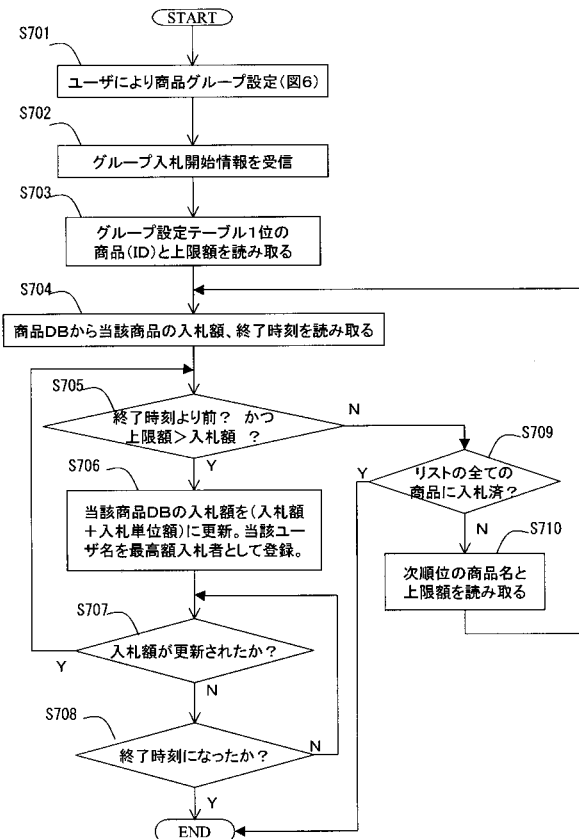 START
S701
ユーザにより商品グループ設定(図6)
S702
グループ入札開始情報を受信
S703
グループ設定テーブル1位の
商品(ID)と上限額を読み取る
S704
商品DBから当該商品の入札額、終了時刻を読み取る
S705
終了時刻より前? かつ
上限額>入札額 ?
N
Y
S706
当該商品DBの入札額を(入札額
+入札単位額)に更新。当該ユー
ザ名を最高額入札者として登録。
S707
入札額が更新されたか?
Y
N
S708
終了時刻になったか?
N
Y
END
S709
リストの全ての
商品に入札済?
Y
N
S710
次順位の商品名と
上限額を読み取る